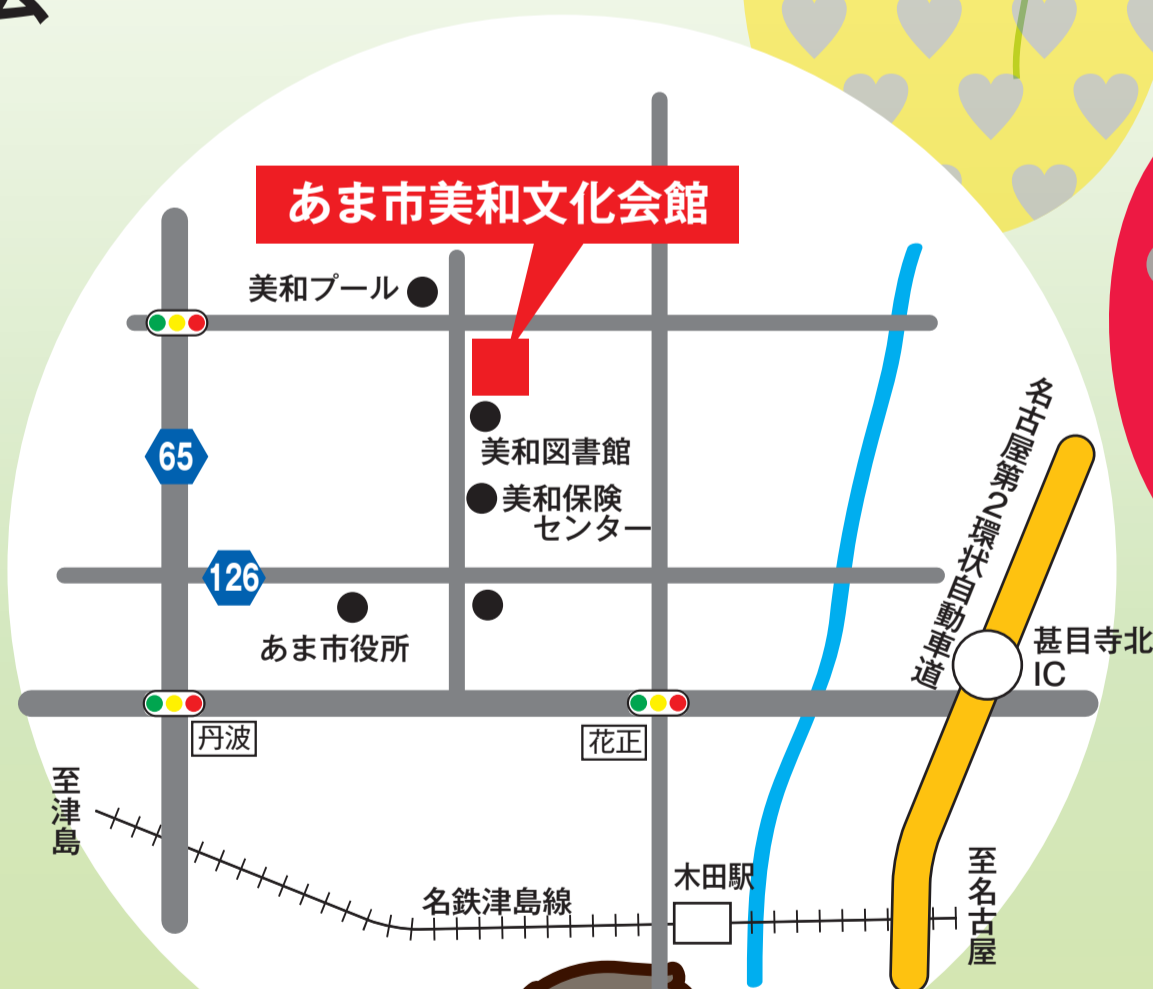 あま市美和文化会館
美和プール
美和図書館
美和保険
センター
65
126
あま市役所
名古屋第2環状自動車道
甚目寺北
IC
丹波
花正
至津島
名鉄津島線
木田駅
至名古屋